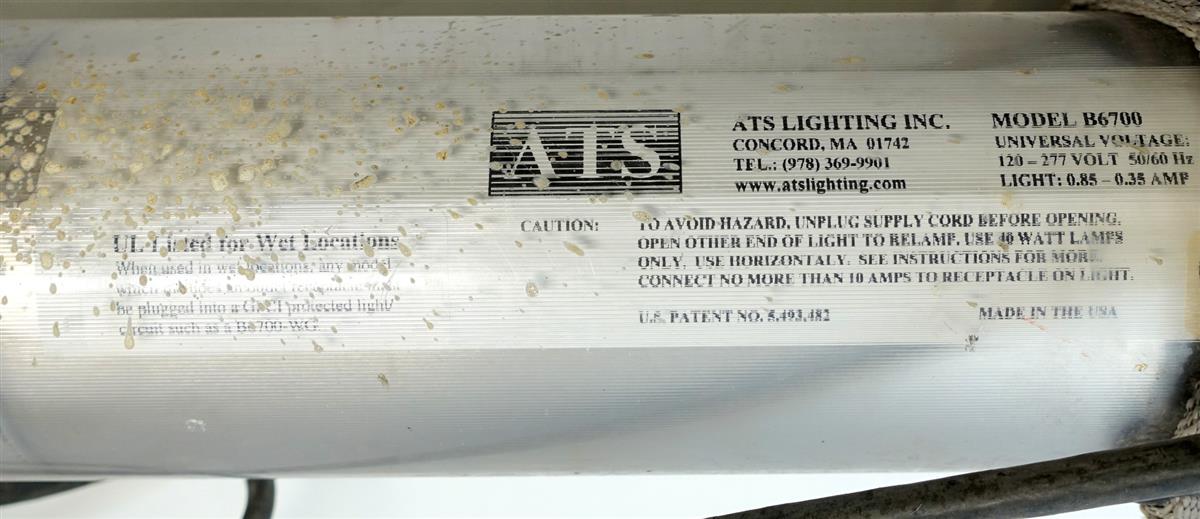 ATS
ATS LIGHTING INC.
CONCORD, MA 01742
TEL.: (978) 369-9901
www.atslighting.com
MODEL B6700
UNIVERSAL VOLTAGE:
120 – 277 VOLT 50/60 Hz
LIGHT: 0.85 – 0.35 AMP
CAUTION: TO AVOID HAZARD, UNPLUG SUPPLY CORD BEFORE OPENING.
OPEN OTHER END OF LIGHT TO RELAMP. USE 40 WATT LAMPS
ONLY. USE HORIZONTALY. SEE INSTRUCTIONS FOR MORE.
CONNECT NO MORE THAN 10 AMPS TO RECEPTACLE ON LIGHT.
U.S. PATENT NO. 5,493,482 MADE IN THE USA
UL Listed for Wet Locations
When used in wet locations, any model
which
be plugged into a GFCI protected light/
circuit such as a B6700-WG.